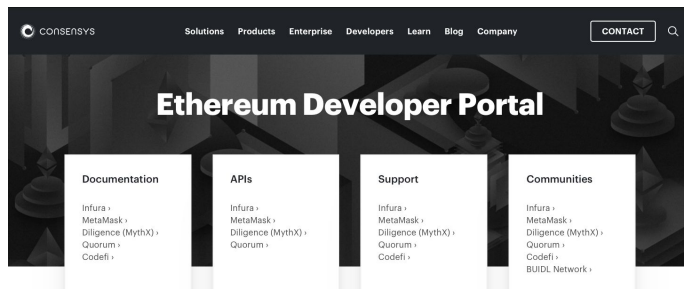 CONSENSYS
Solutions Products Enterprise Developers Learn Blog Company
CONTACT
Ethereum Developer Portal
Documentation
Infura ›
MetaMask ›
Diligence (MythX) ›
Quorum ›
Codefi ›
APIs
Infura ›
MetaMask ›
Diligence (MythX) ›
Quorum ›
Support
Infura ›
MetaMask ›
Diligence (MythX) ›
Quorum ›
Codefi ›
Communities
Infura ›
MetaMask ›
Diligence (MythX) ›
Quorum ›
Codefi ›
BUIDL Network ›